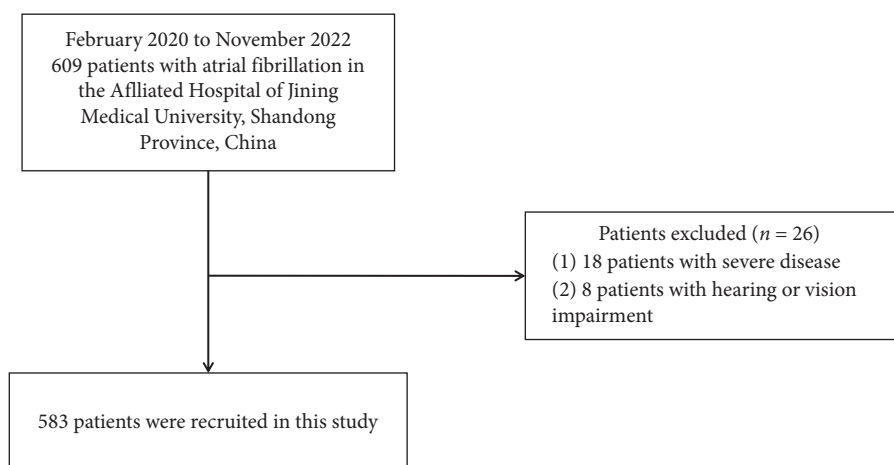 February 2020 to November 2022
609 patients with atrial fibrillation in
the Aflliated Hospital of Jining
Medical University, Shandong
Province, China
Patients excluded (n = 26)
(1) 18 patients with severe disease
(2) 8 patients with hearing or vision
impairment
583 patients were recruited in this study